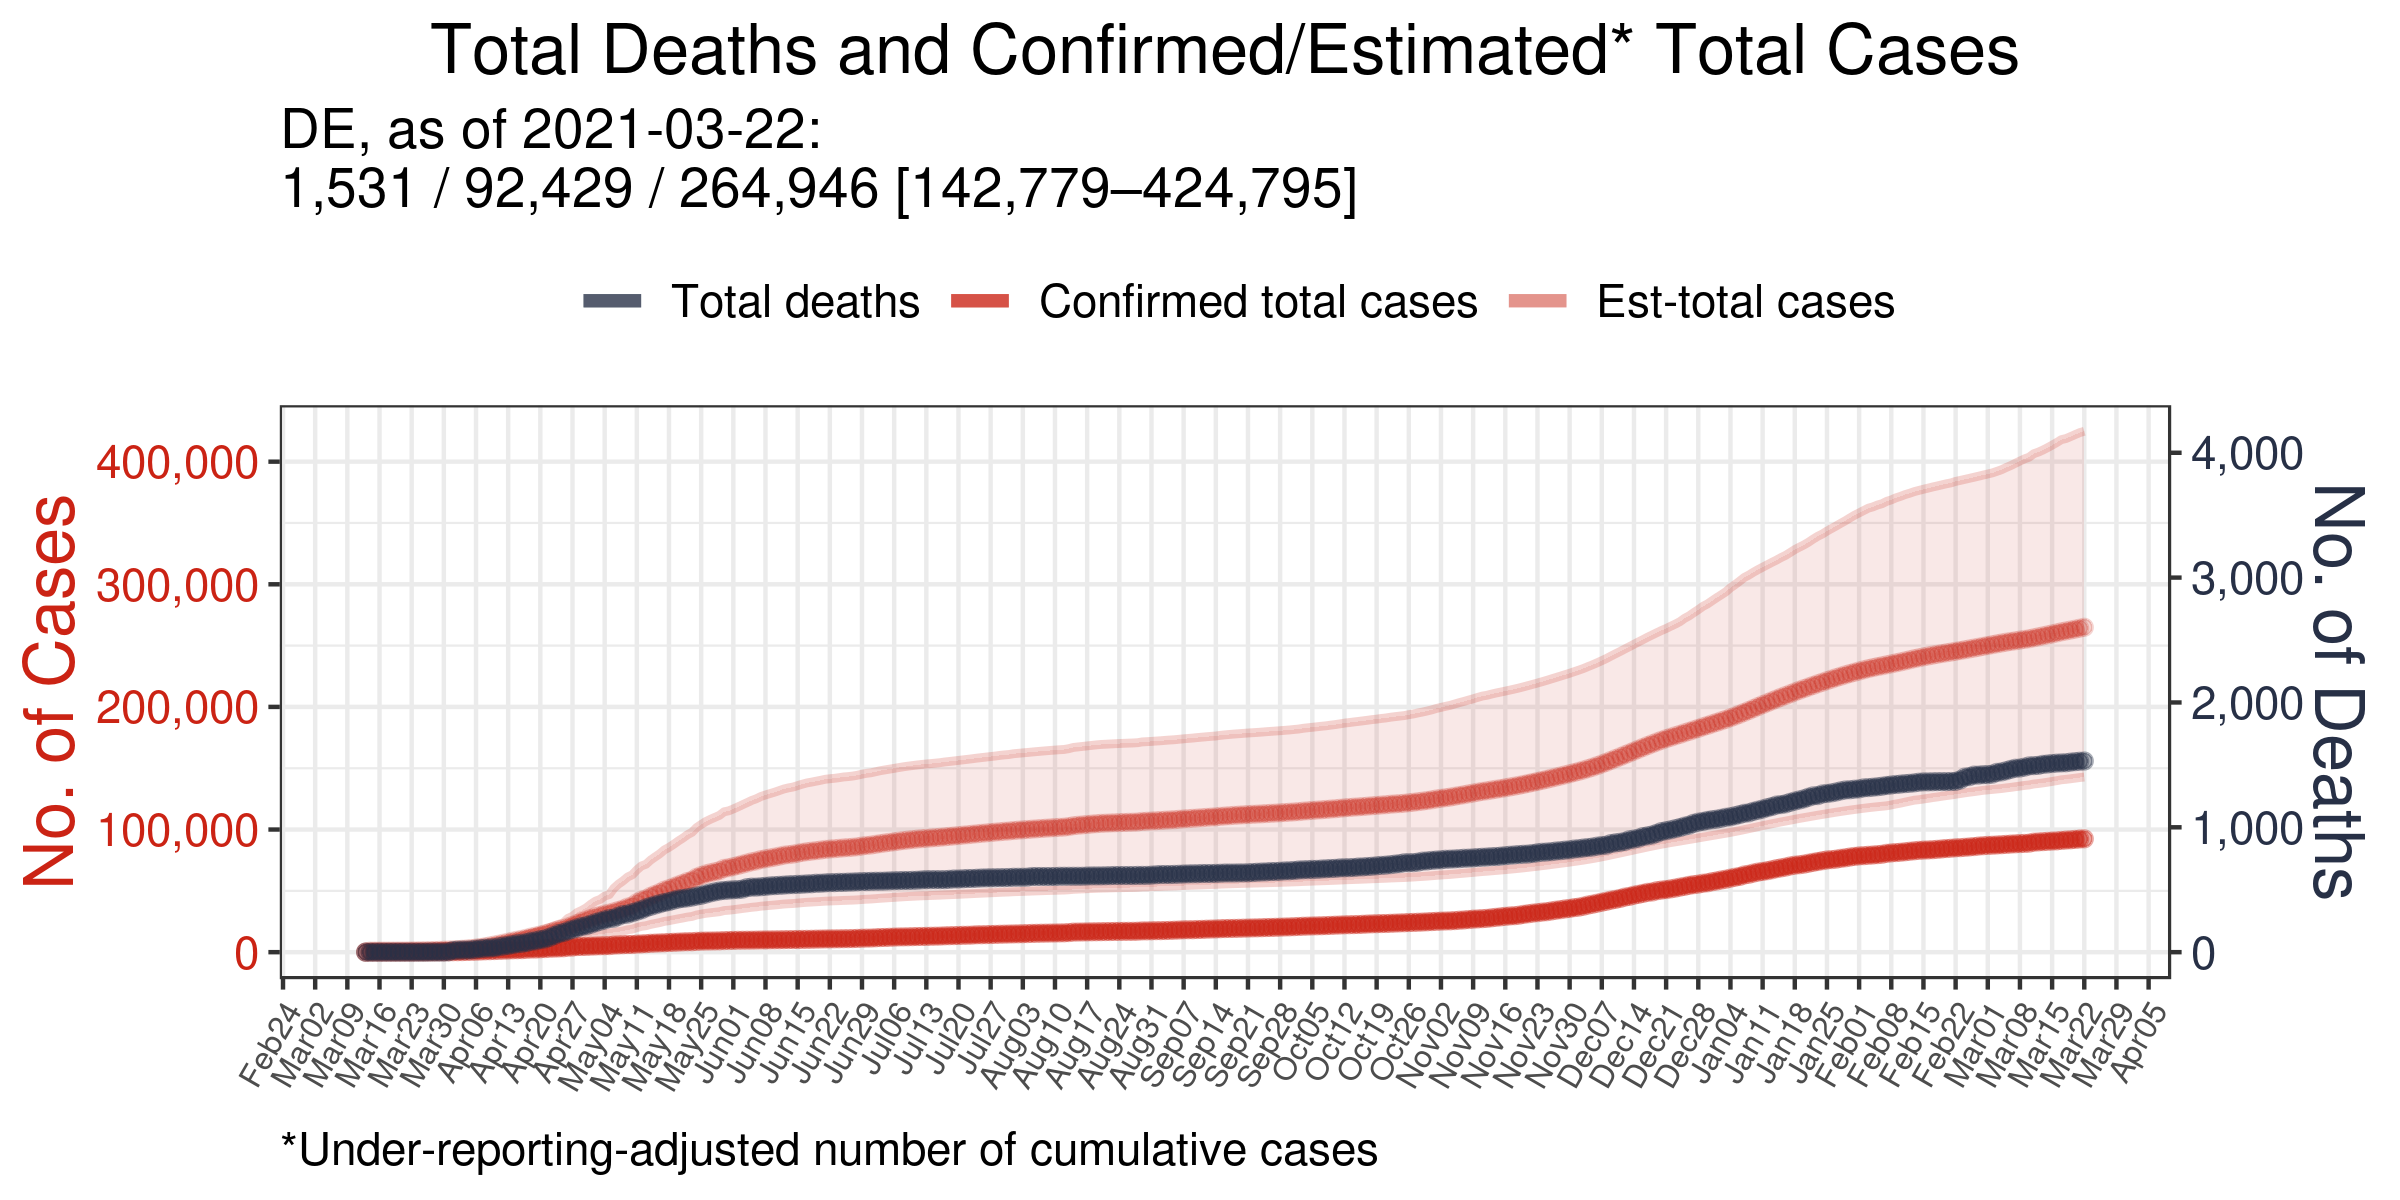 Total Deaths and Confirmed/Estimated* Total Cases
DE, as of 2021-03-22:
1,531 / 92,429 / 264,946 [142,779–424,795]
Total deaths
Confirmed total cases
Est-total cases
No. of Cases
400,000
300,000
200,000
100,000
0
4,000
3,000
2,000
1,000
0
No. of Deaths
Feb24
Mar02
Mar09
Mar16
Mar23
Mar30
Apr06
Apr13
Apr20
Apr27
May04
May11
May18
May25
Jun01
Jun08
Jun15
Jun22
Jun29
Jul06
Jul13
Jul20
Jul27
Aug03
Aug10
Aug17
Aug24
Aug31
Sep07
Sep14
Sep21
Sep28
Oct05
Oct12
Oct19
Oct26
Nov02
Nov09
Nov16
Nov23
Nov30
Dec07
Dec14
Dec21
Dec28
Jan04
Jan11
Jan18
Jan25
Feb01
Feb08
Feb15
Feb22
Mar01
Mar08
Mar15
Mar22
Mar29
Apr05
*Under-reporting-adjusted number of cumulative cases